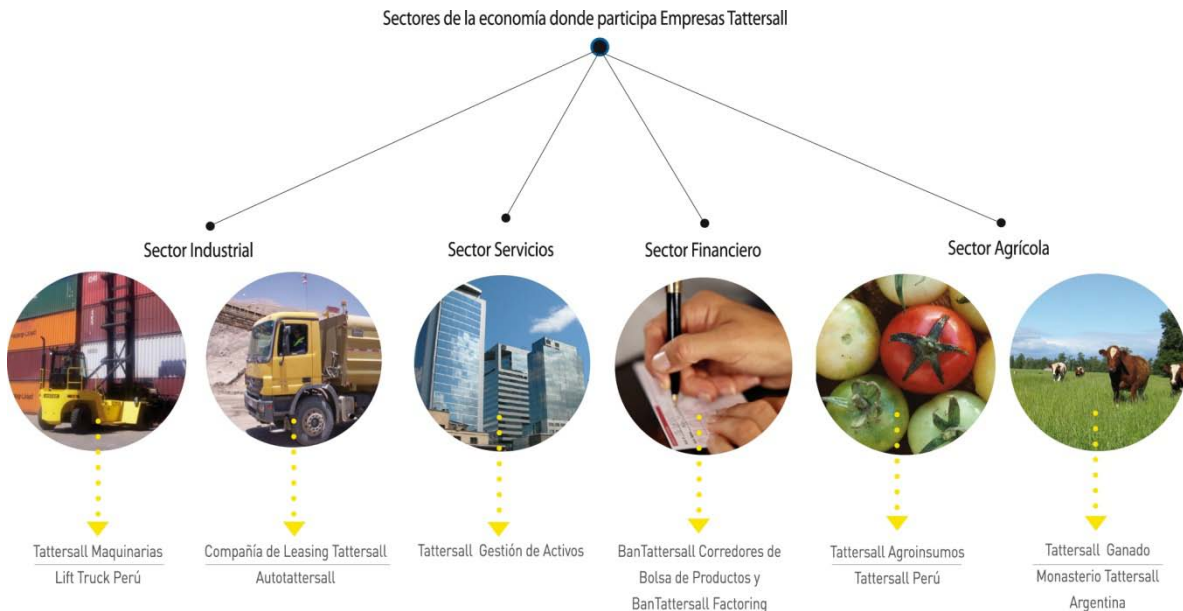 Sectores de la economía donde participa Empresas Tattersall
Sector Industrial
Sector Servicios
Sector Financiero
Sector Agrícola
Tattersall Maquinarias
Lift Truck Perú
Compañía de Leasing Tattersall
Autotattersall
Tattersall Gestión de Activos
BanTattersall Corredores de
Bolsa de Productos y
BanTattersall Factoring
Tattersall Agroinsumos
Tattersall Perú
Tattersall Ganado
Monasterio Tattersall
Argentina